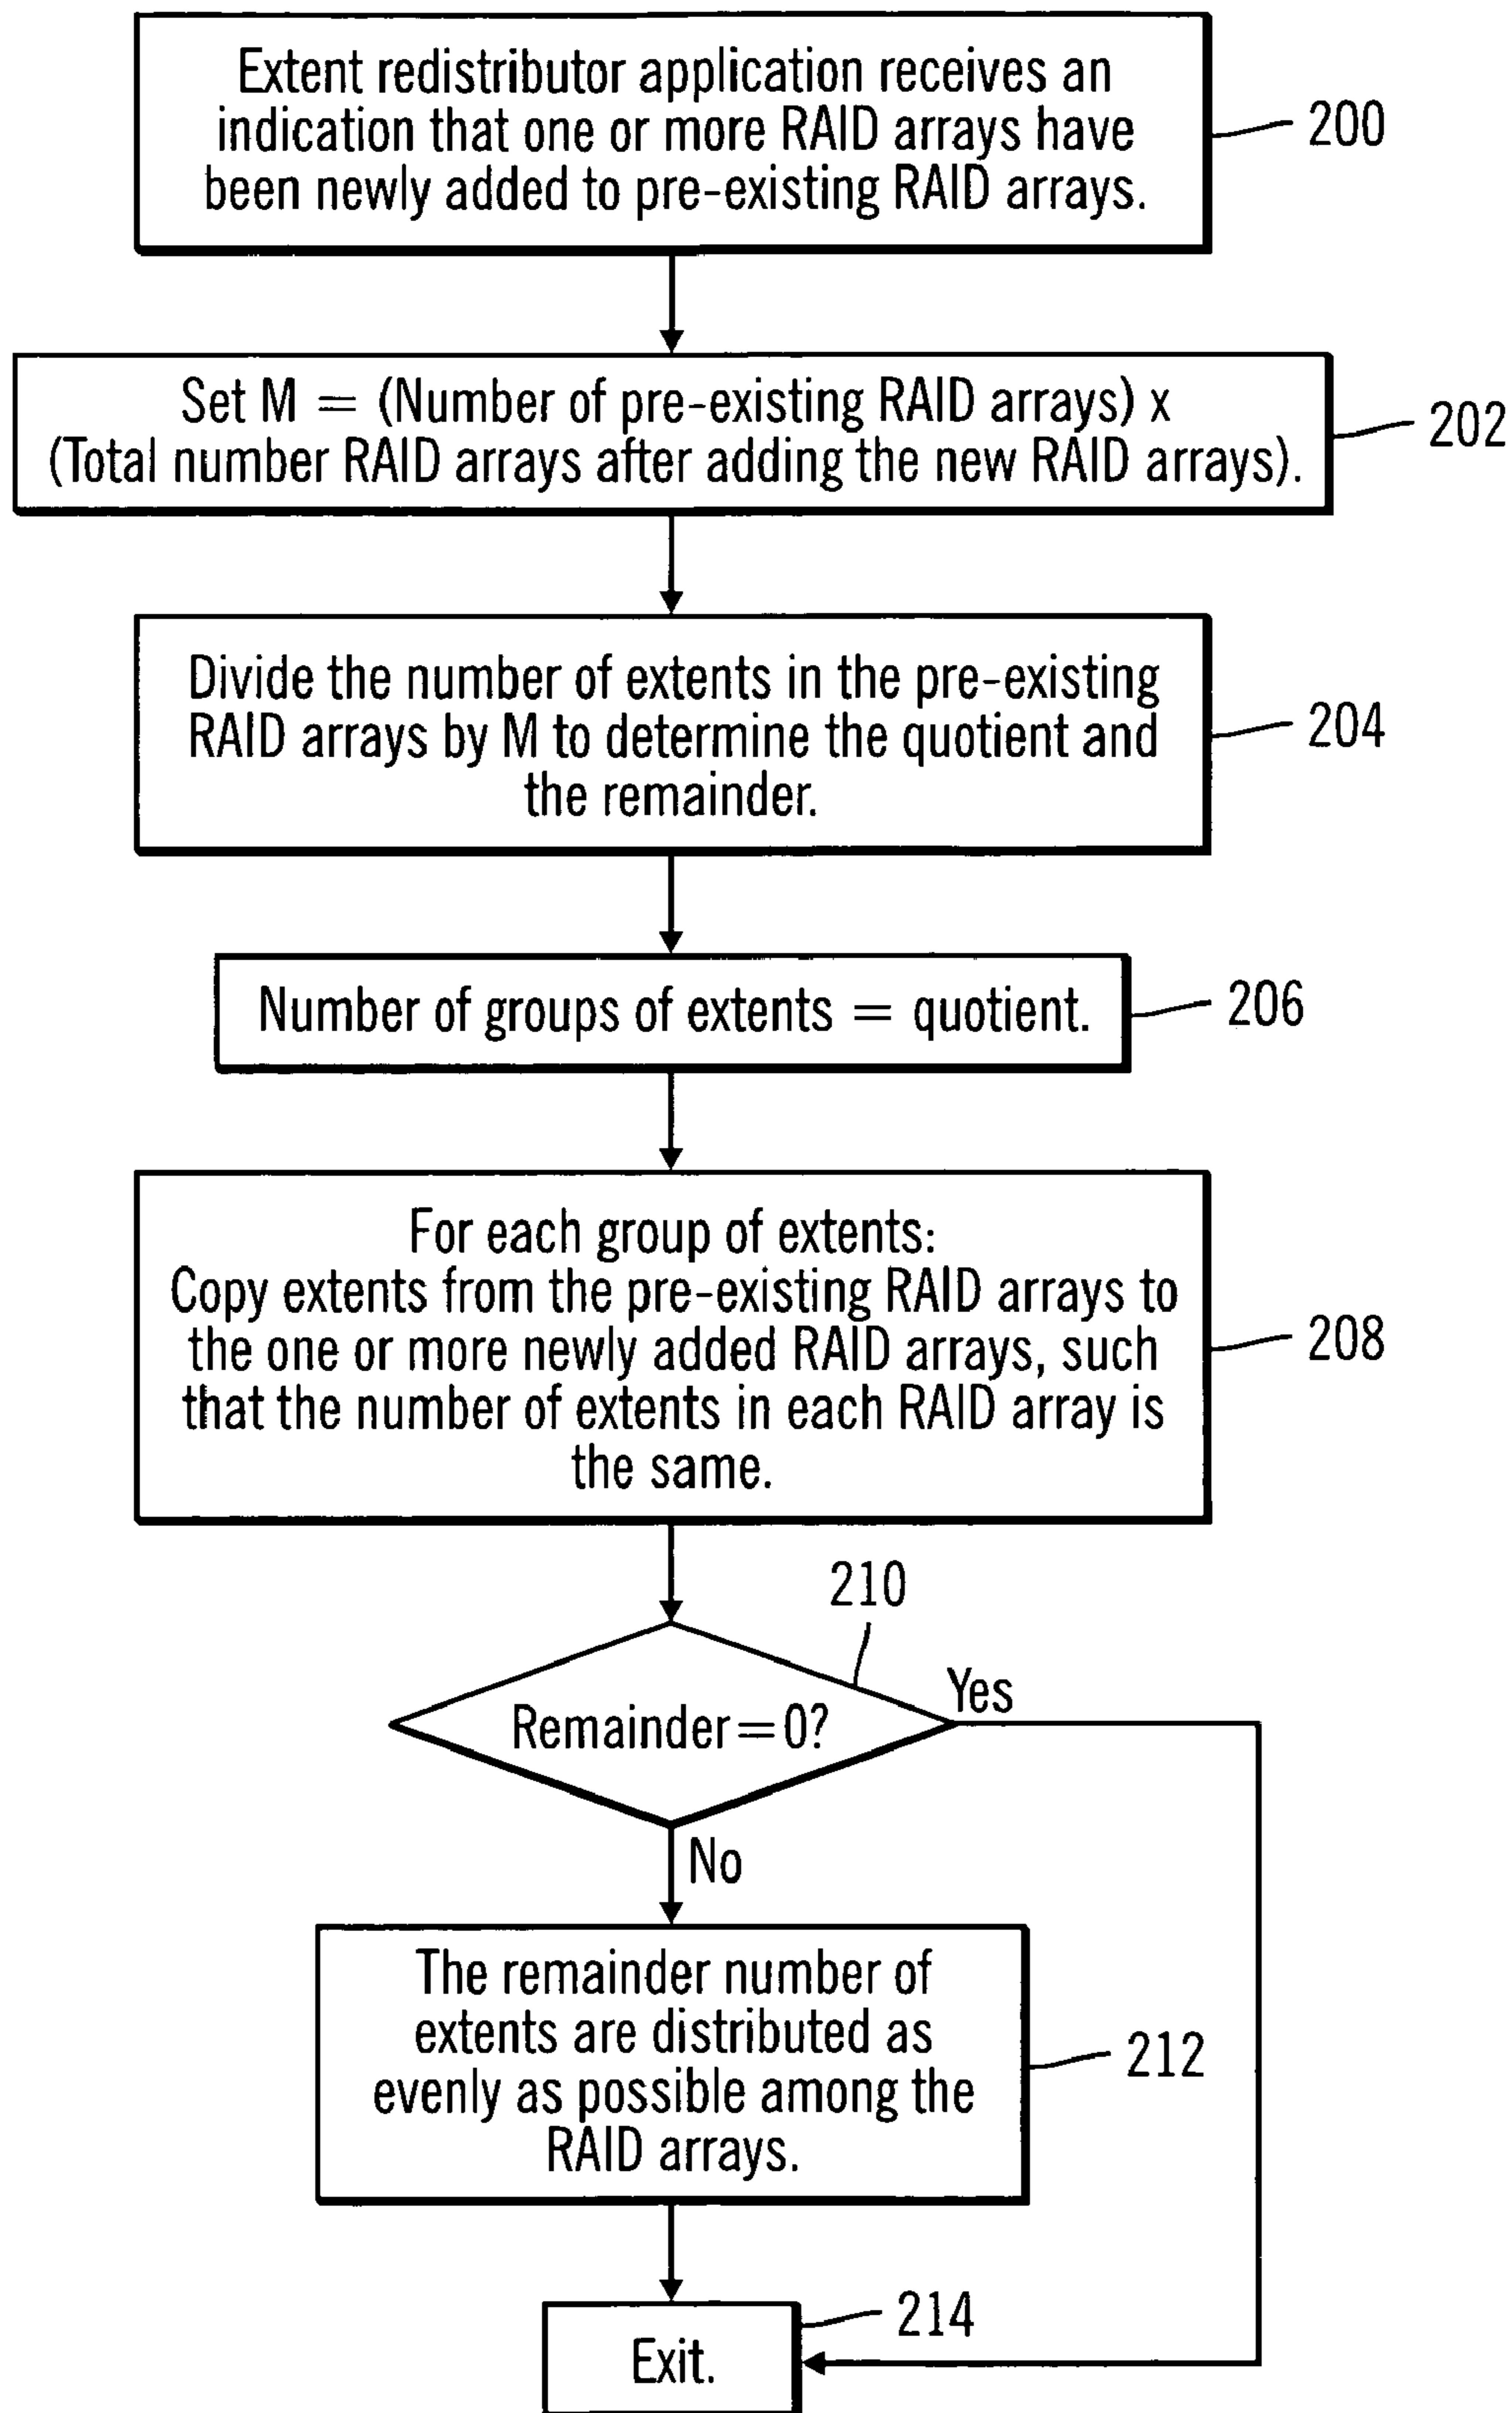 Extent redistributor application receives an
indication that one or more RAID arrays have
been newly added to pre-existing RAID arrays.
200
Set M = (Number of pre-existing RAID arrays) x
(Total number RAID arrays after adding the new RAID arrays).
202
Divide the number of extents in the pre-existing
RAID arrays by M to determine the quotient and
the remainder.
204
Number of groups of extents = quotient.
206
For each group of extents:
Copy extents from the pre-existing RAID arrays to
the one or more newly added RAID arrays, such
that the number of extents in each RAID array is
the same.
208
210
Remainder=0?
Yes
No
The remainder number of
extents are distributed as
evenly as possible among the
RAID arrays.
212
214
Exit.